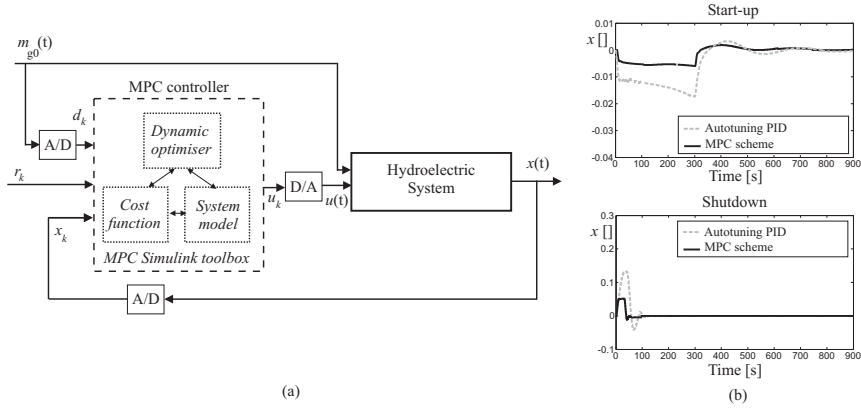 m_g0(t)
MPC controller
d_k
A/D
Dynamic
optimiser
r_k
Cost
function
System
model
x_k
MPC Simulink toolbox
u_k
D/A
u(t)
Hydroelectric
System
x(t)
A/D
(a)
Start-up
x []
0.01
0
-0.01
-0.02
-0.03
-0.04
Autotuning PID
MPC scheme
0 100 200 300 400 500 600 700 800 900
Time [s]
Shutdown
x []
0.3
0.2
0.1
0
-0.1
Autotuning PID
MPC scheme
0 100 200 300 400 500 600 700 800 900
Time [s]
(b)